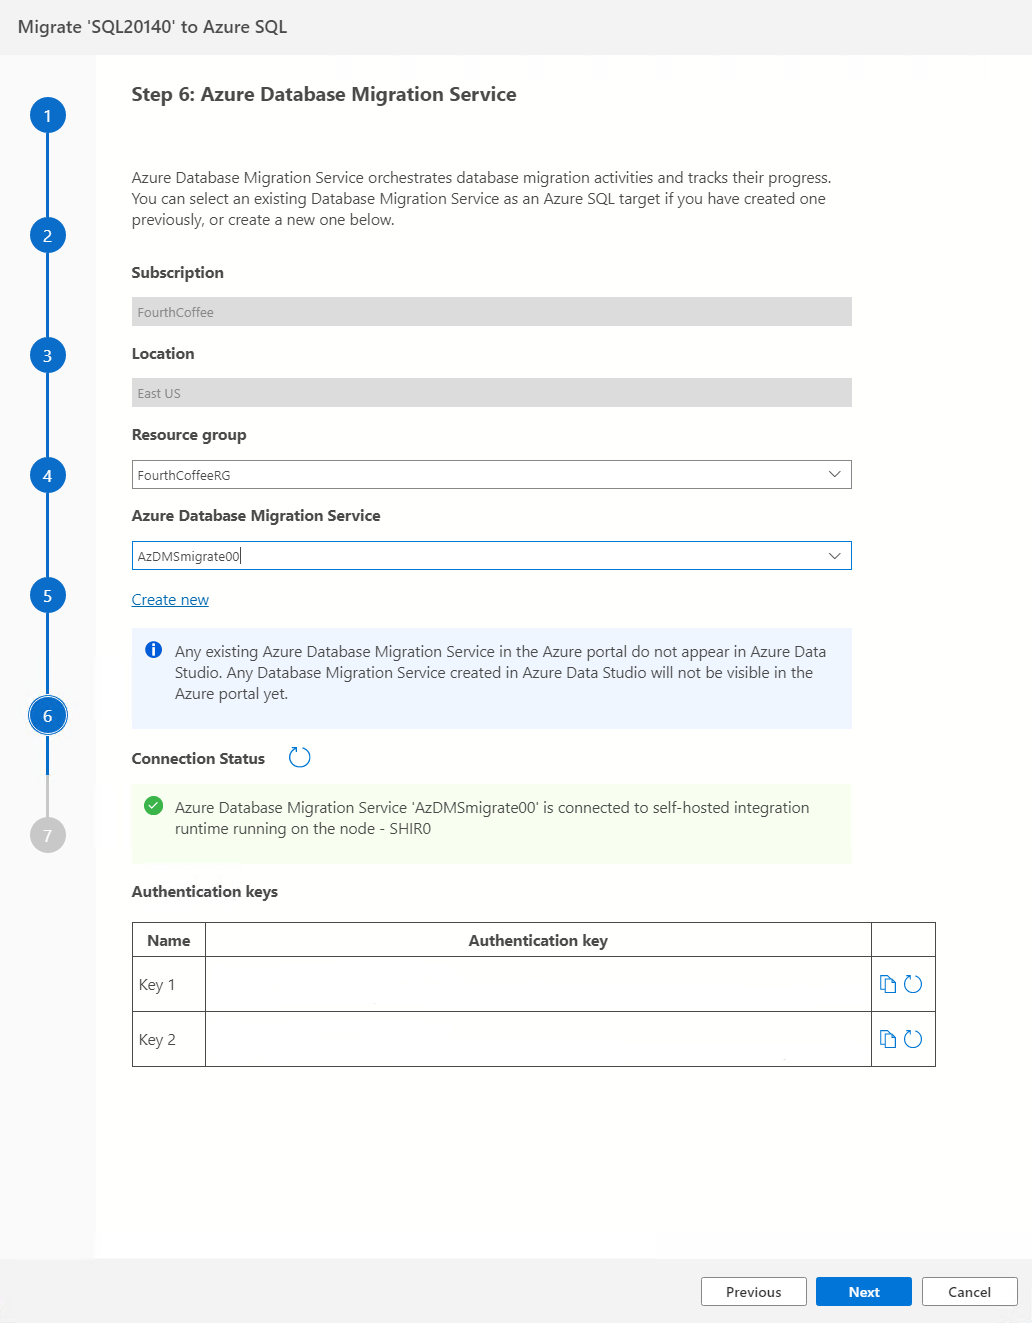 Migrate 'SQL20140' to Azure SQL
1
2
3
4
5
6
7
Step 6: Azure Database Migration Service
Azure Database Migration Service orchestrates database migration activities and tracks their progress.
You can select an existing Database Migration Service as an Azure SQL target if you have created one
previously, or create a new one below.
Subscription
FourthCoffee
Location
East US
Resource group
FourthCoffeeRG
Azure Database Migration Service
AzDMSmigrate00
Create new
Any existing Azure Database Migration Service in the Azure portal do not appear in Azure Data
Studio. Any Database Migration Service created in Azure Data Studio will not be visible in the
Azure portal yet.
Connection Status
Azure Database Migration Service 'AzDMSmigrate00' is connected to self-hosted integration
runtime running on the node - SHIR0
Authentication keys
Name Authentication key
Key 1
Key 2
Previous Next Cancel